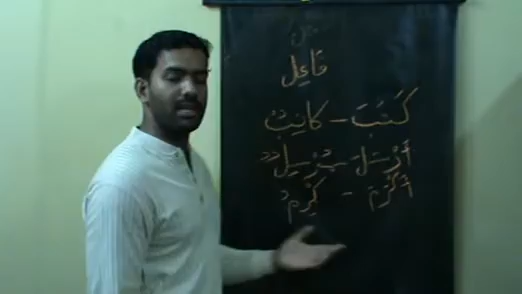 فَاعِل
كَتَبَ - كَاتِبٌ
أَرْسَلَ - يُرْسِلُ
أَكْرَمَ -